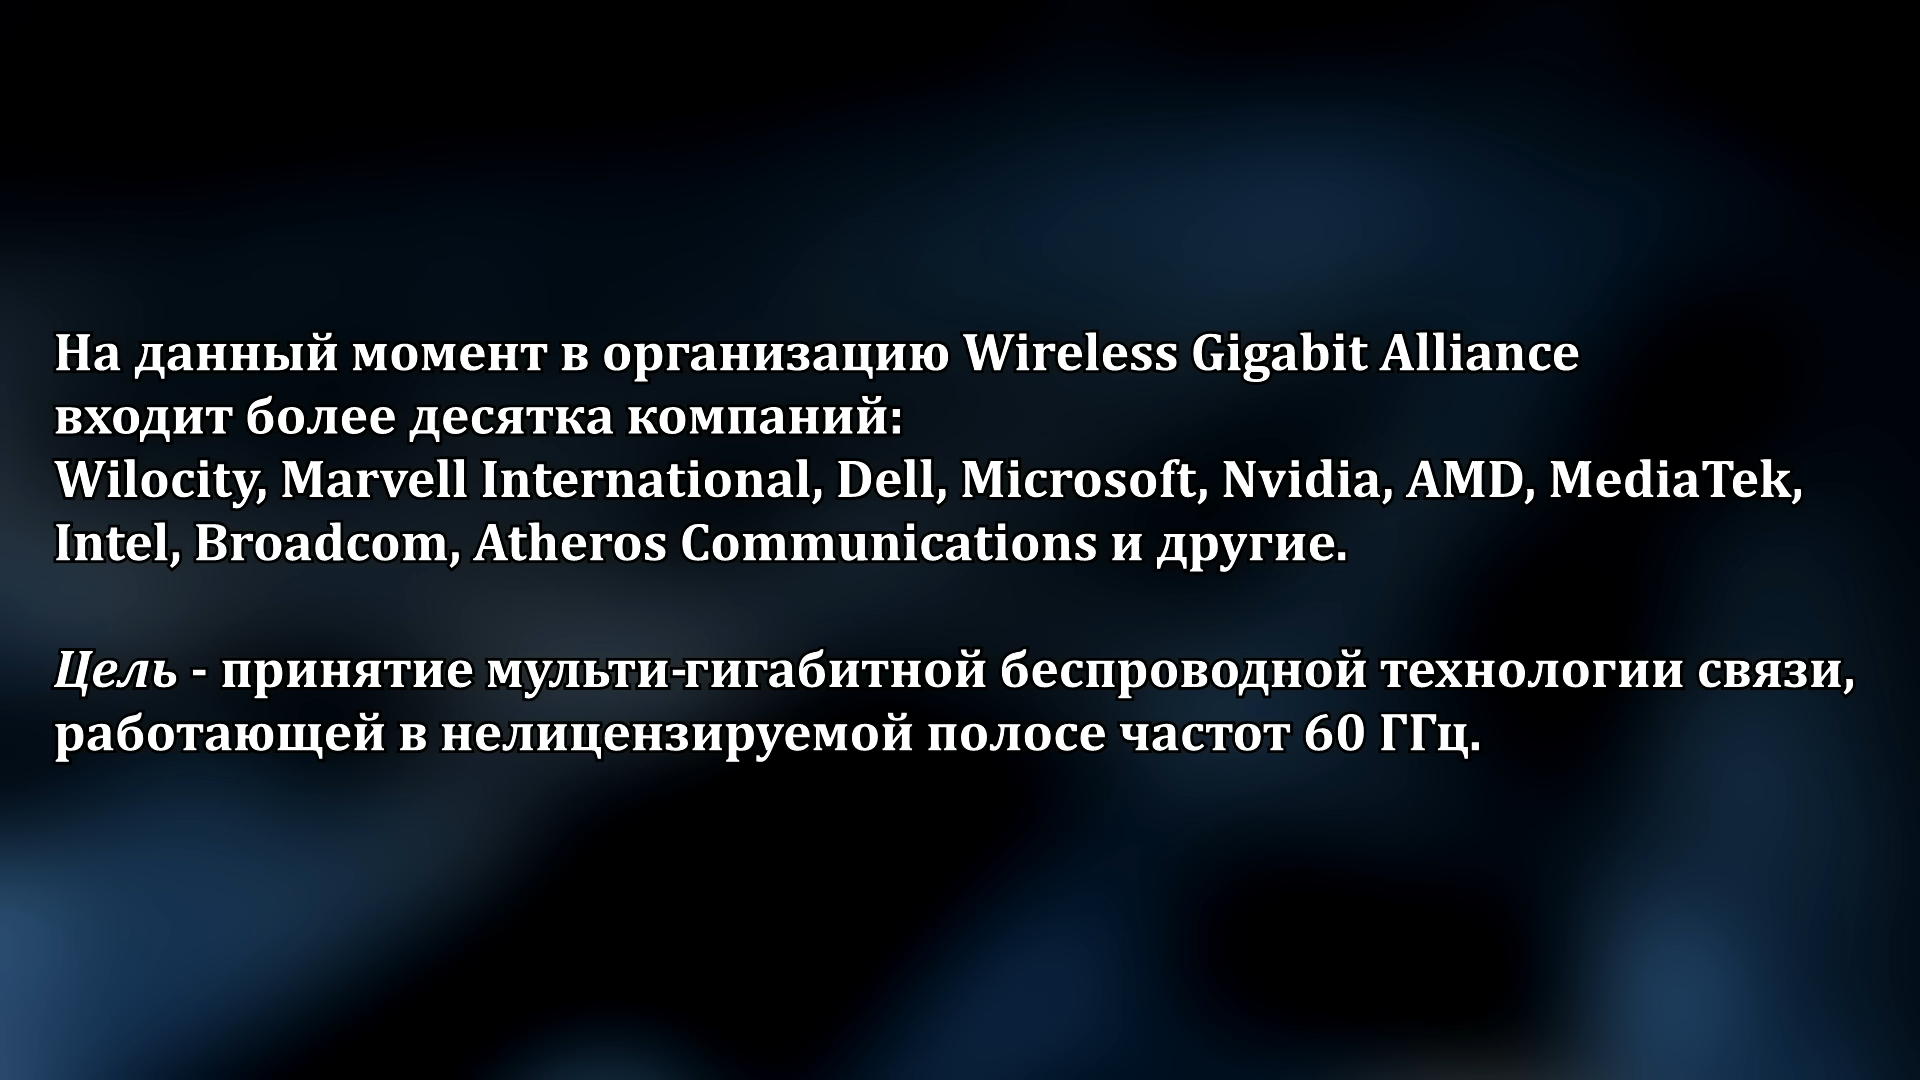 На данный момент в организацию Wireless Gigabit Alliance
входит более десятка компаний:
Wilocity, Marvell International, Dell, Microsoft, Nvidia, AMD, MediaTek,
Intel, Broadcom, Atheros Communications и другие.
Цель - принятие мульти-гигабитной беспроводной технологии связи,
работающей в нелицензируемой полосе частот 60 ГГц.